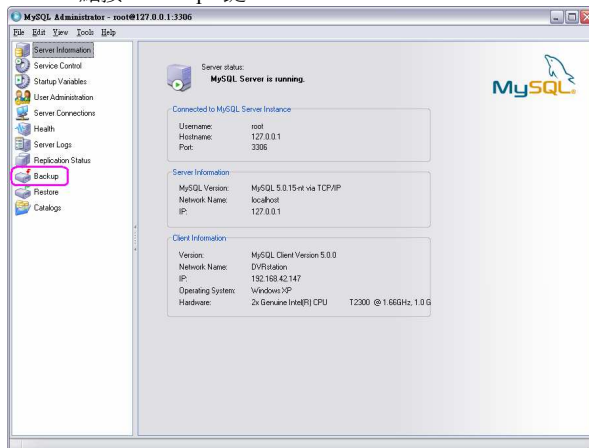 MySQL Administrator - root@127.0.0.1:3306
File Edit View Tools Help
Server Information
Service Control
Startup Variables
User Administration
Server Connections
Health
Server Logs
Replication Status
Backup
Restore
Catalogs
Server status:
MySQL Server is running.
MySQL
Connected to MySQL Server Instance
Username: root
Hostname: 127.0.0.1
Port: 3306
Server Information
MySQL Version: MySQL 5.0.15-nt via TCP/IP
Network Name: localhost
IP: 127.0.0.1
Client Information
Version: MySQL Client Version 5.0.0
Network Name: DVRstation
IP: 192.168.42.147
Operating System: Windows XP
Hardware: 2x Genuine Intel(R) CPU T2300 @ 1.66GHz, 1.0 G